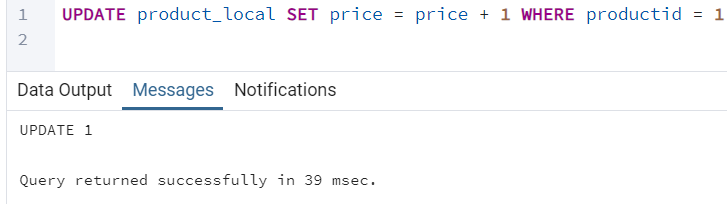 1 UPDATE product_local SET price = price + 1 WHERE productid = 1
2
Data Output Messages Notifications
UPDATE 1
Query returned successfully in 39 msec.